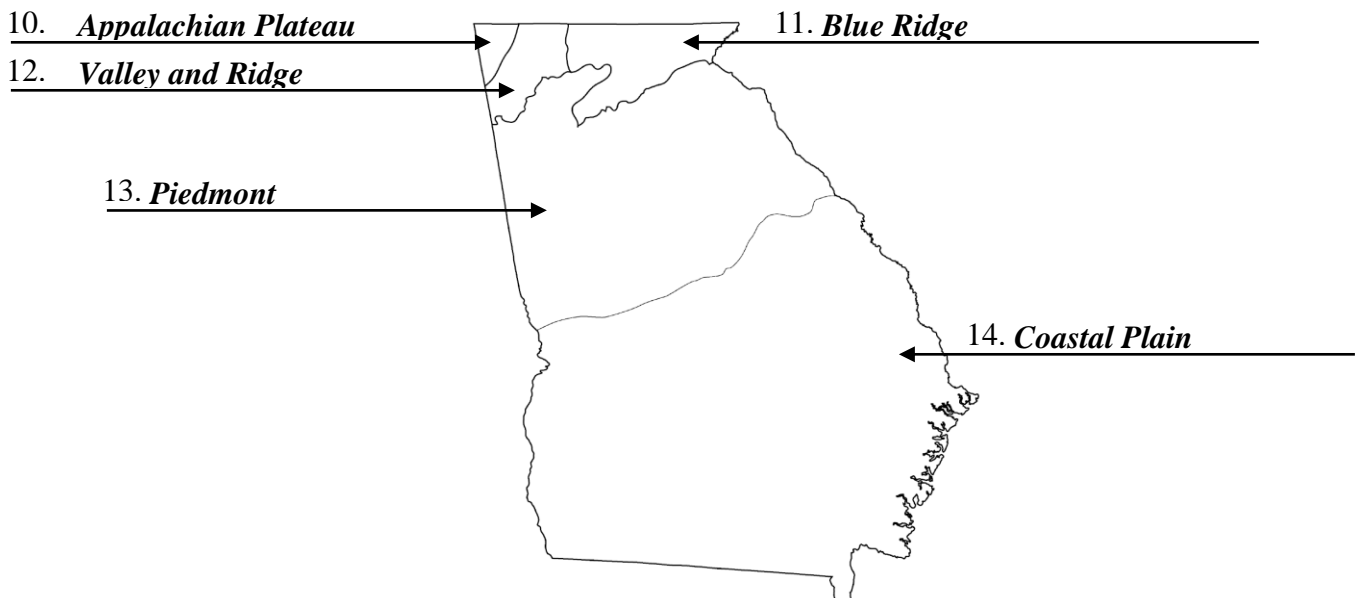 10. Appalachian Plateau
11. Blue Ridge
12. Valley and Ridge
13. Piedmont
14. Coastal Plain